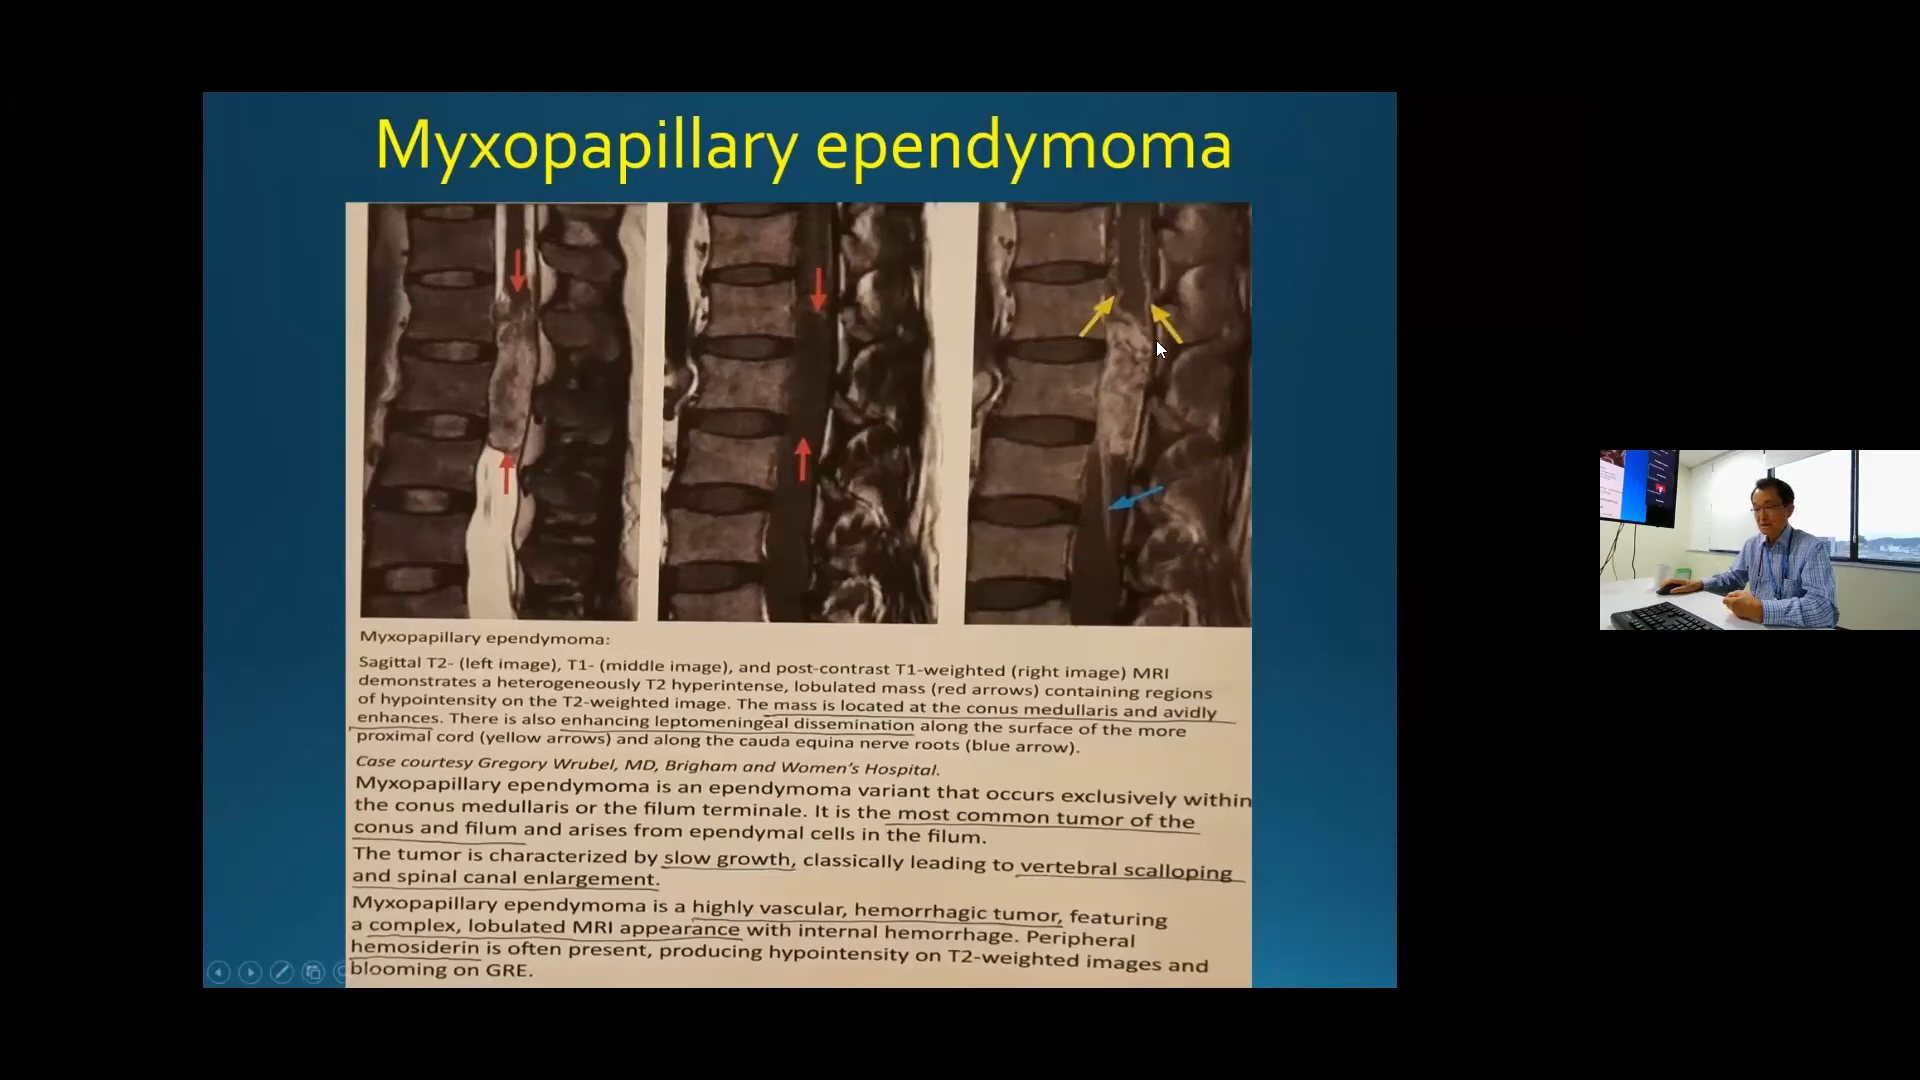 Myxopapillary ependymoma
Myxopapillary ependymoma:
Sagittal T2- (left image), T1- (middle image), and post-contrast T1-weighted (right image) MRI
demonstrates a heterogeneously T2 hyperintense, lobulated mass (red arrows) containing regions
of hypointensity on the T2-weighted image. The mass is located at the conus medullaris and avidly
enhances. There is also enhancing leptomeningeal dissemination along the surface of the more
proximal cord (yellow arrows) and along the cauda equina nerve roots (blue arrow).
Case courtesy Gregory Wrubel, MD, Brigham and Women's Hospital.
Myxopapillary ependymoma is an ependymoma variant that occurs exclusively within
the conus medullaris or the filum terminale. It is the most common tumor of the
conus and filum and arises from ependymal cells in the filum.
The tumor is characterized by slow growth, classically leading to vertebral scalloping
and spinal canal enlargement.
Myxopapillary ependymoma is a highly vascular, hemorrhagic tumor, featuring
a complex, lobulated MRI appearance with internal hemorrhage. Peripheral
hemosiderin is often present, producing hypointensity on T2-weighted images and
blooming on GRE.